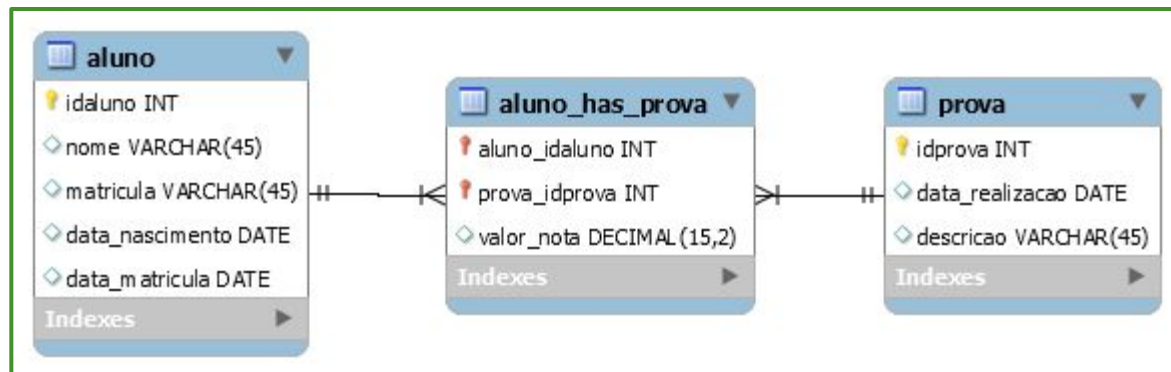 aluno
idaluno INT
nome VARCHAR(45)
matricula VARCHAR(45)
data_nascimento DATE
data_matricula DATE
Indexes
aluno_has_prova
aluno_idaluno INT
prova_idprova INT
valor_nota DECIMAL(15,2)
Indexes
prova
idprova INT
data_realizacao DATE
descricao VARCHAR(45)
Indexes